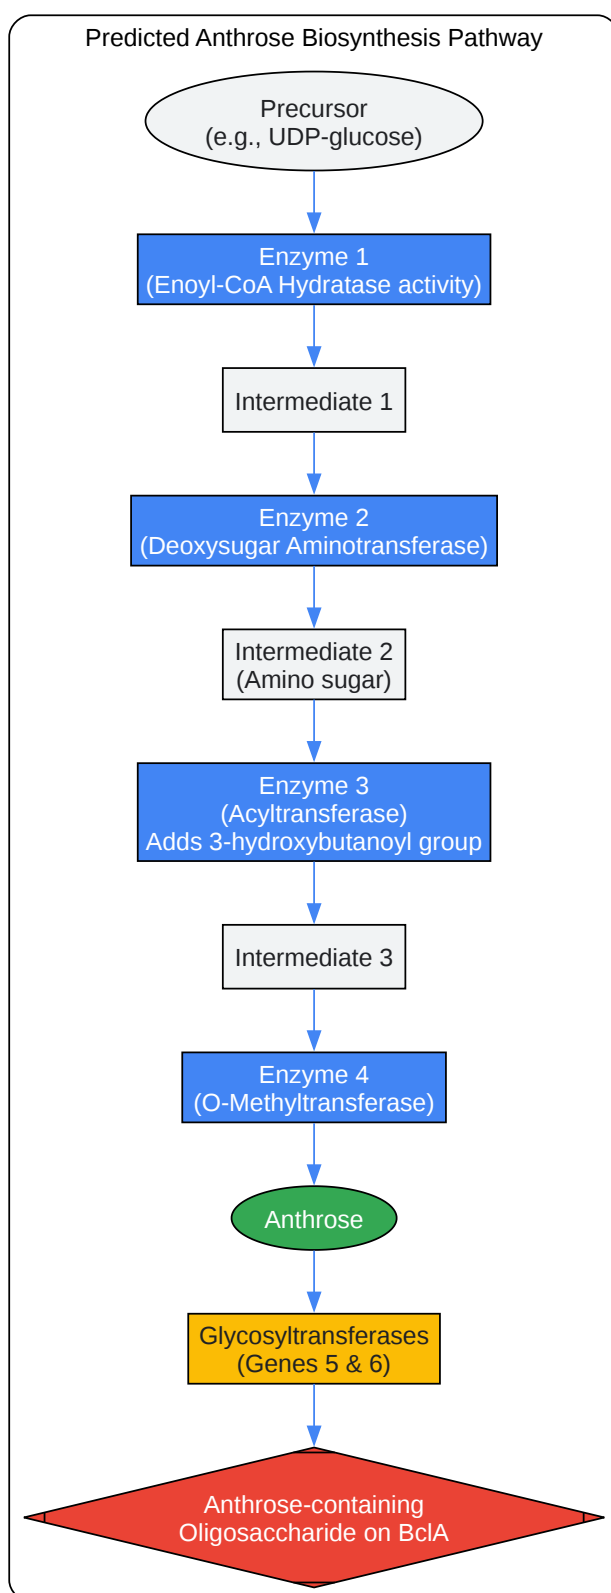 Predicted Anthrose Biosynthesis Pathway
Precursor
(e.g., UDP-glucose)
Enzyme 1
(Enoyl-CoA Hydratase activity)
Intermediate 1
Enzyme 2
(Deoxysugar Aminotransferase)
Intermediate 2
(Amino sugar)
Enzyme 3
(Acyltransferase)
Adds 3-hydroxybutanoyl group
Intermediate 3
Enzyme 4
(O-Methyltransferase)
Anthrose
Glycosyltransferases
(Genes 5 & 6)
Anthrose-containing
Oligosaccharide on BclA